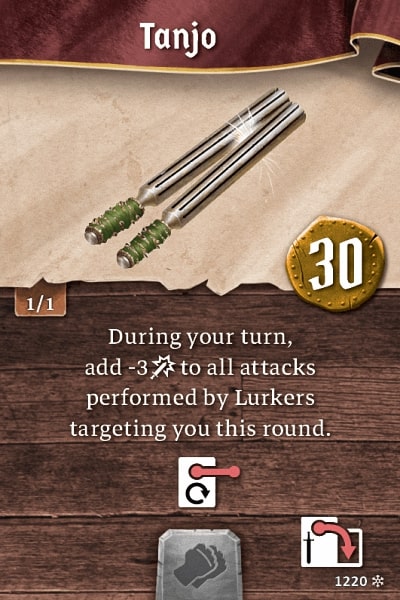 Tanjo
30
1/1
During your turn,
add -3 to all attacks
performed by Lurkers
targeting you this round.
1220